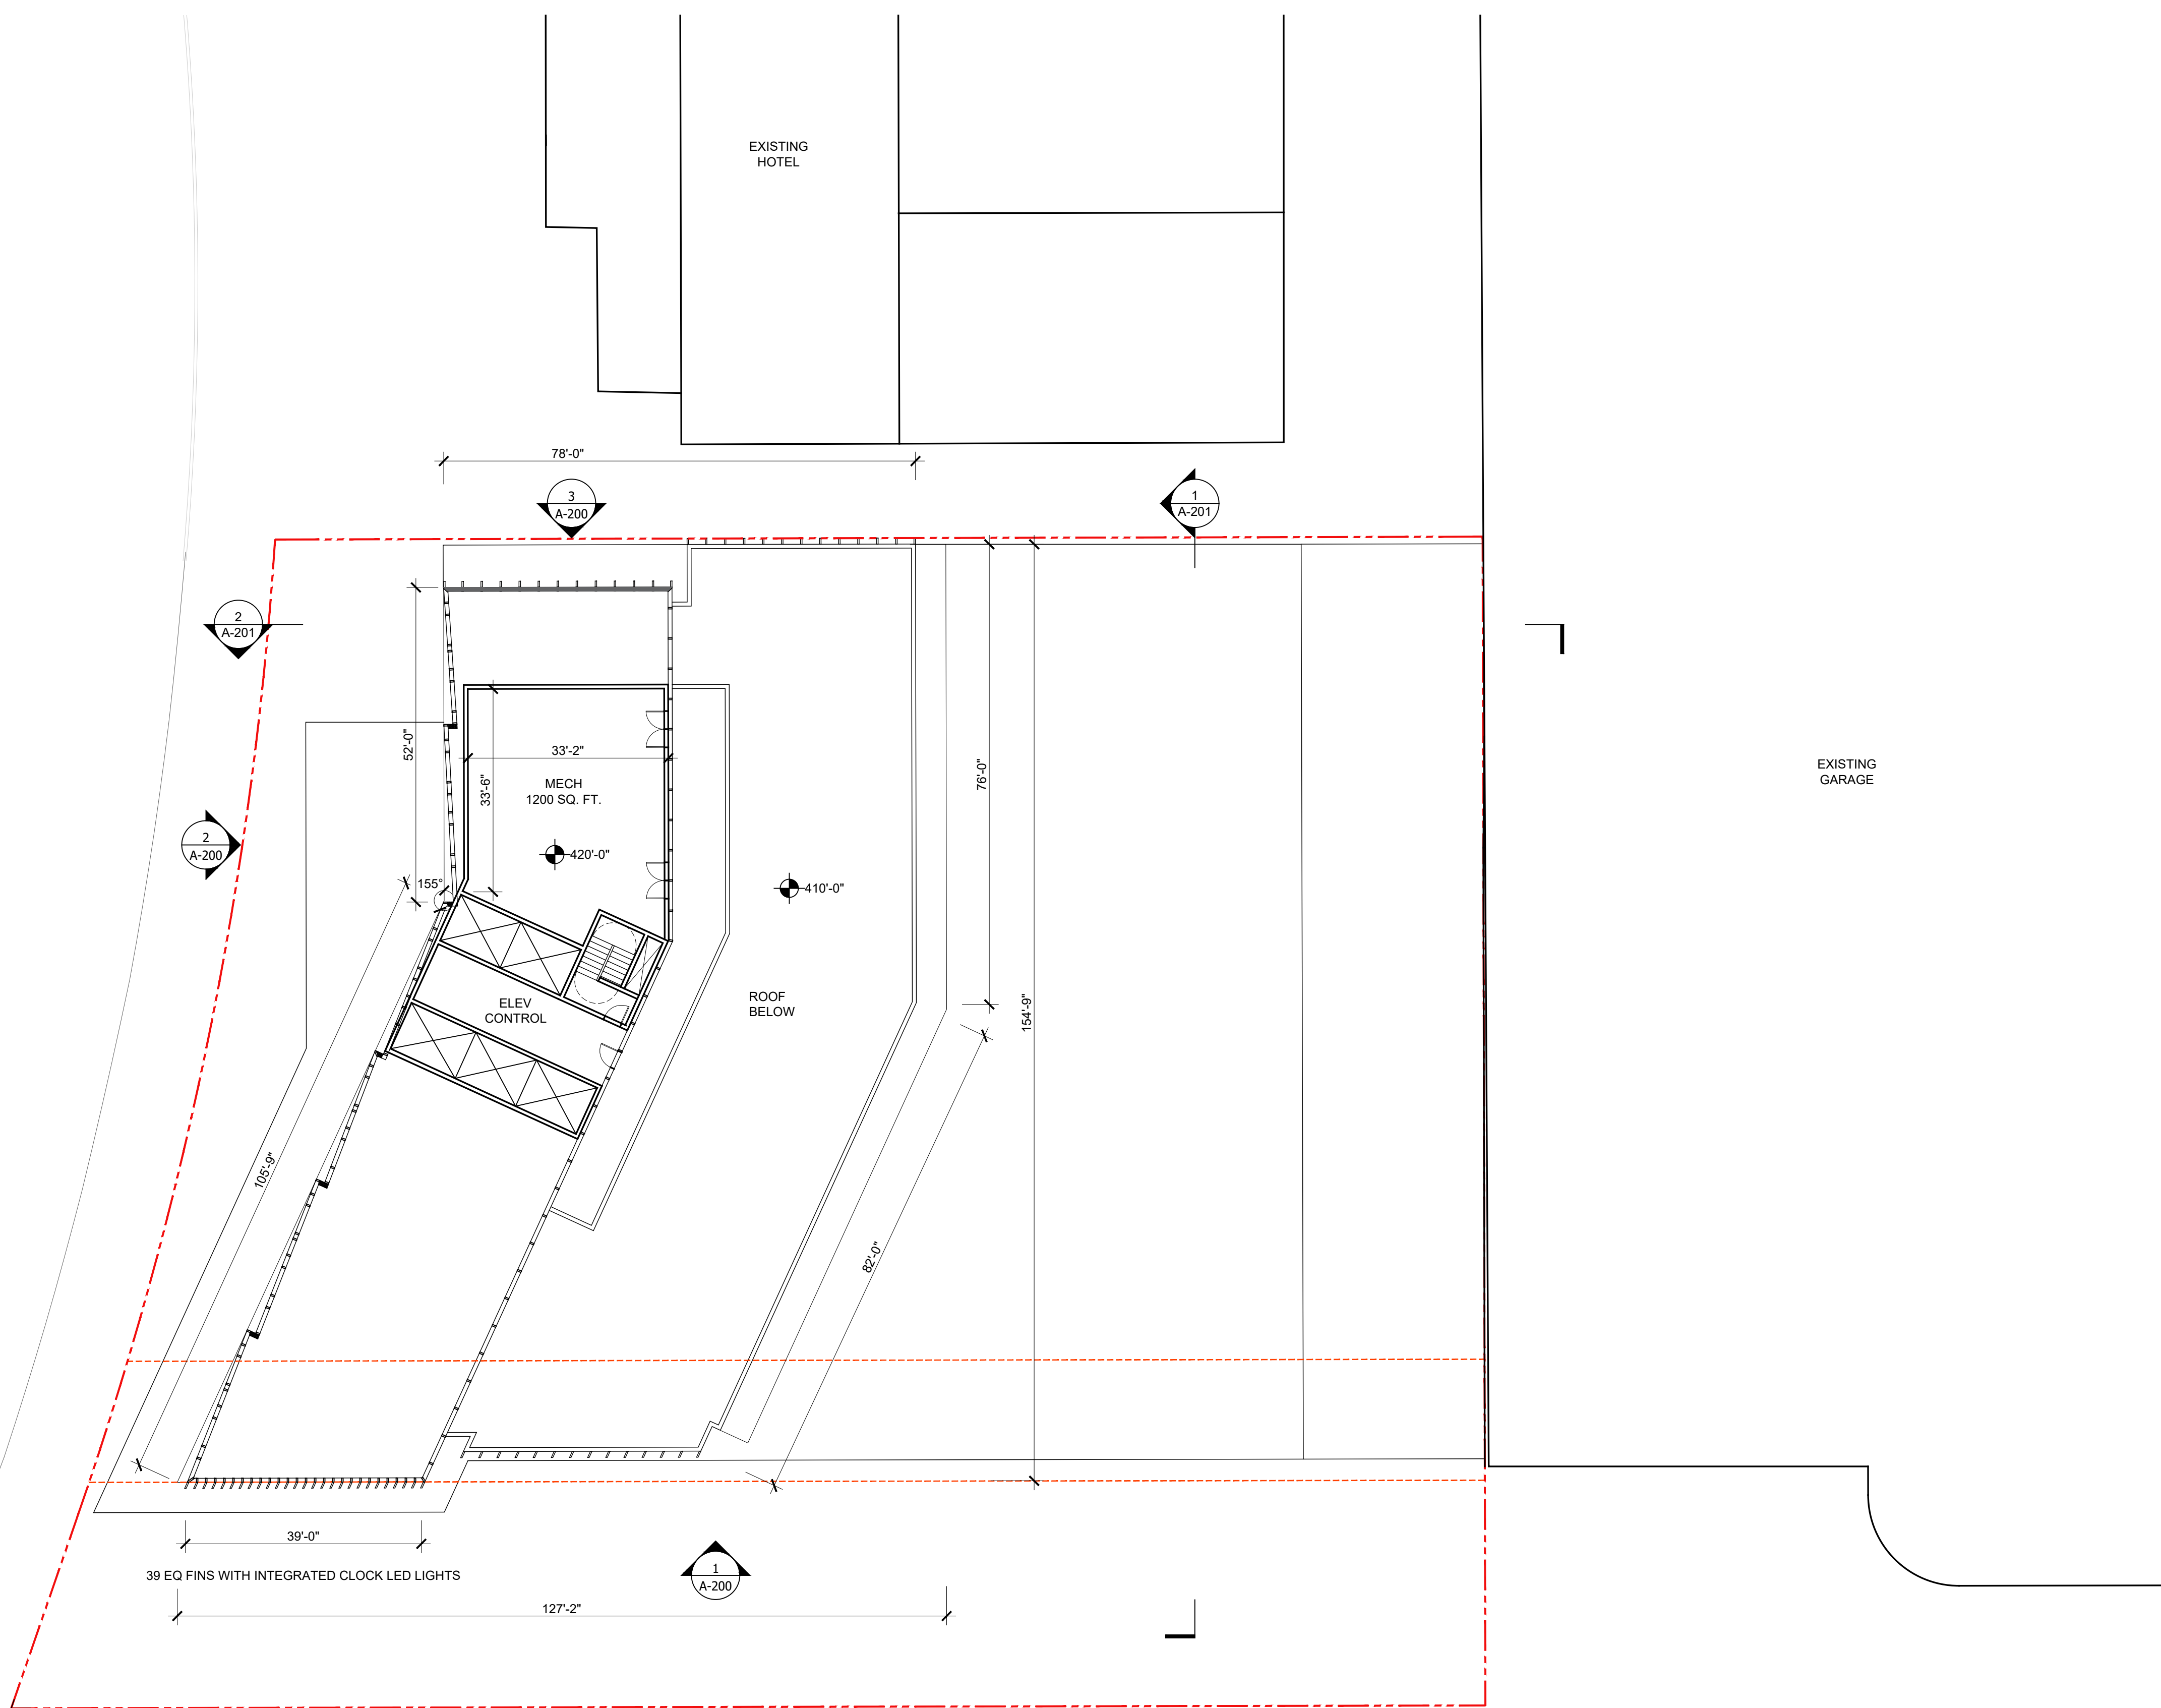 EXISTING
HOTEL
78'-0"
3
A-200
1
A-201
2
A-201
52'-0"
33'-2"
33'-6"
MECH
1200 SQ. FT.
76'-0"
EXISTING
GARAGE
2
A-200
420'-0"
155°
410'-0"
ELEV
CONTROL
ROOF
BELOW
154'-9"
105'-9"
82'-0"
39'-0"
39 EQ FINS WITH INTEGRATED CLOCK LED LIGHTS
1
A-200
127'-2"